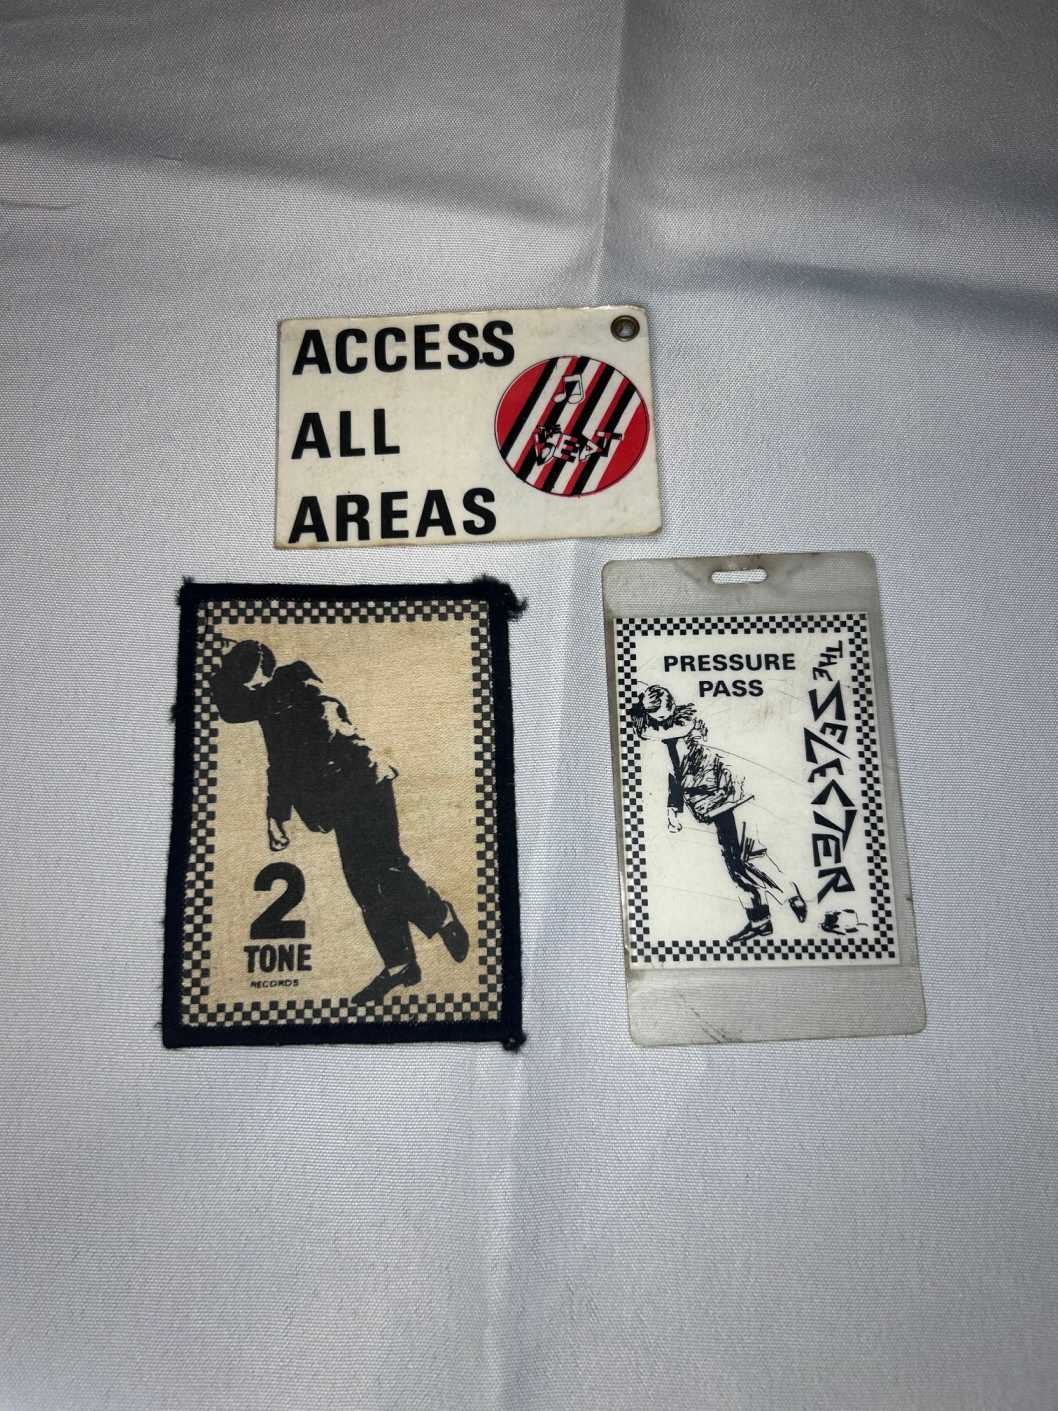 ACCESS
ALL
AREAS
THE
bEAT
2
TONE
RECORDS
PRESSURE
PASS
THE SELECTER